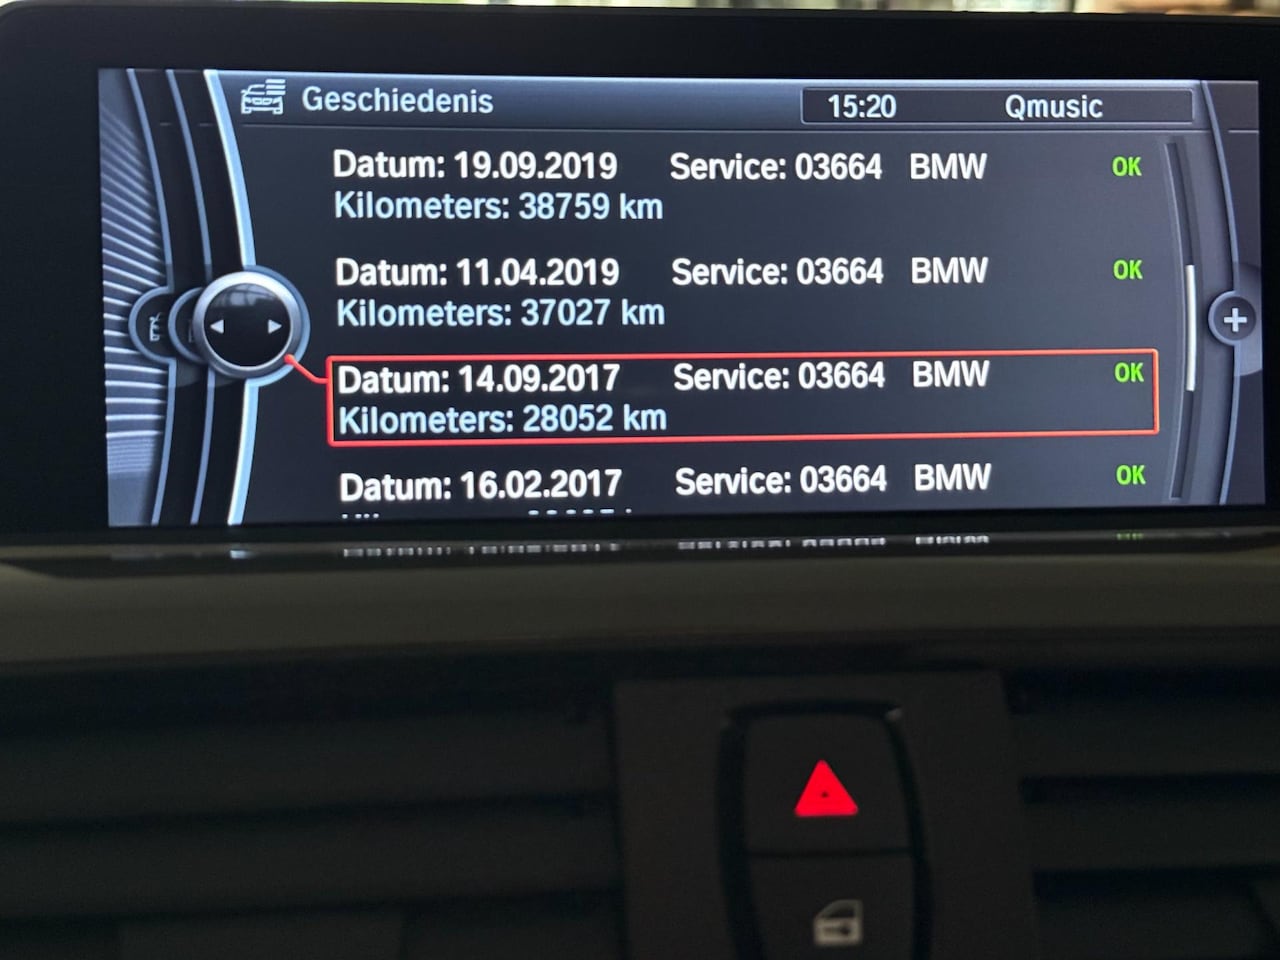 Geschiedenis 15:20 Qmusic
Datum: 19.09.2019 Service: 03664 BMW OK
Kilometers: 38759 km
Datum: 11.04.2019 Service: 03664 BMW OK
Kilometers: 37027 km
Datum: 14.09.2017 Service: 03664 BMW OK
Kilometers: 28052 km
Datum: 16.02.2017 Service: 03664 BMW OK